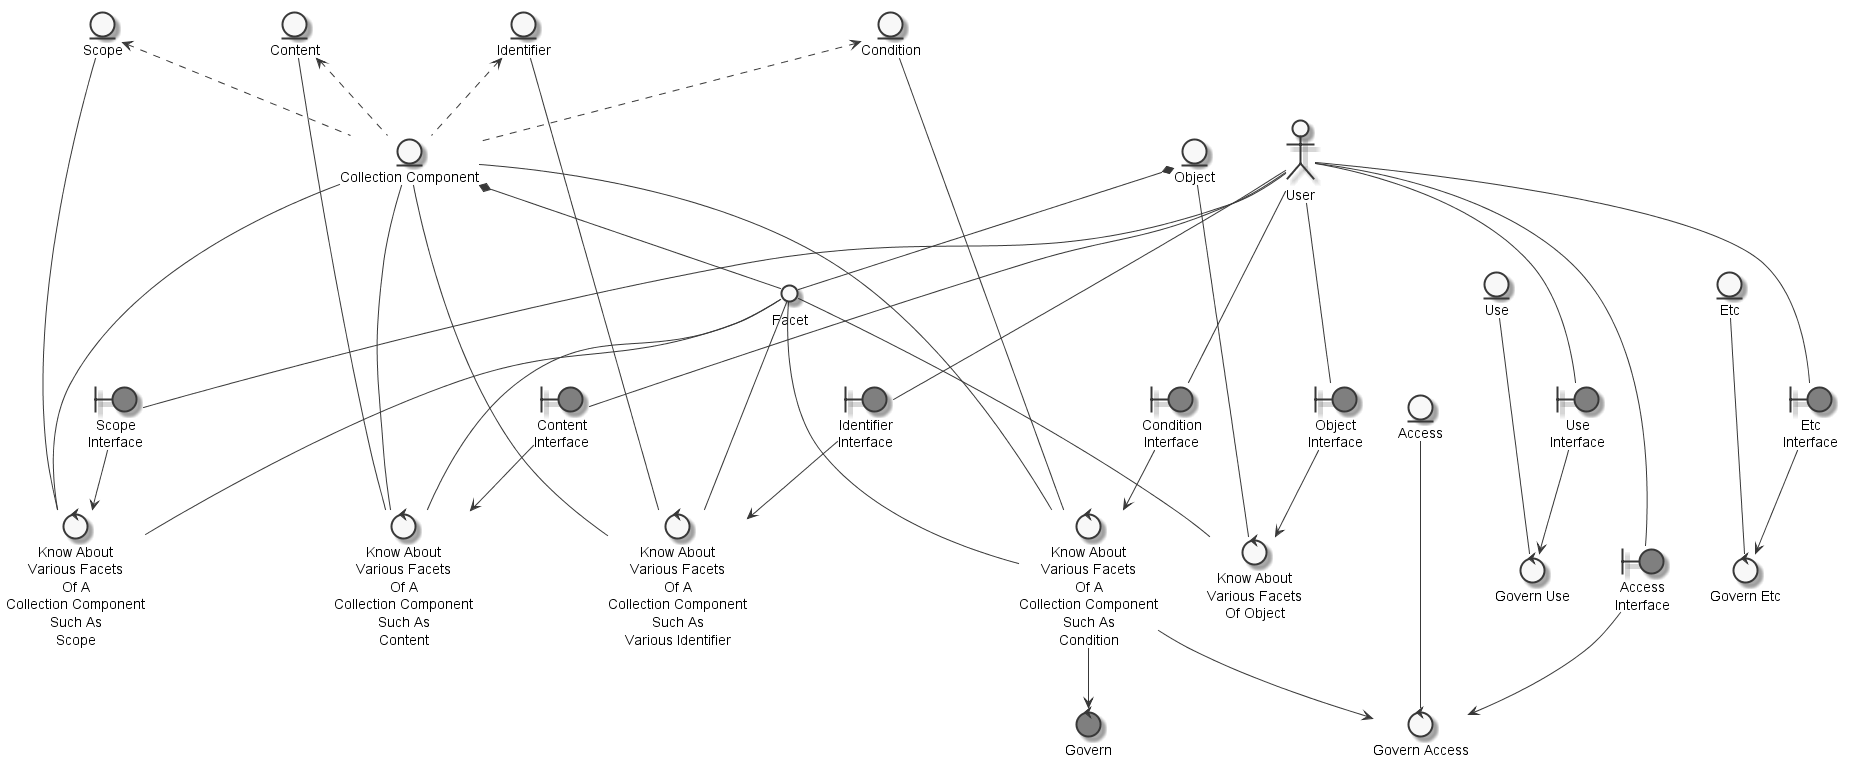 Scope
Content
Identifier
Condition
Collection Component
Object
User
Facet
Use
Etc
Scope
Interface
Content
Interface
Identifier
Interface
Condition
Interface
Object
Interface
Access
Use
Interface
Etc
Interface
Know About
Various Facets
Of A
Collection Component
Such As
Scope
Know About
Various Facets
Of A
Collection Component
Such As
Content
Know About
Various Facets
Of A
Collection Component
Such As
Various Identifier
Know About
Various Facets
Of A
Collection Component
Such As
Condition
Know About
Various Facets
Of Object
Govern Use
Access
Interface
Govern Etc
Govern
Govern Access